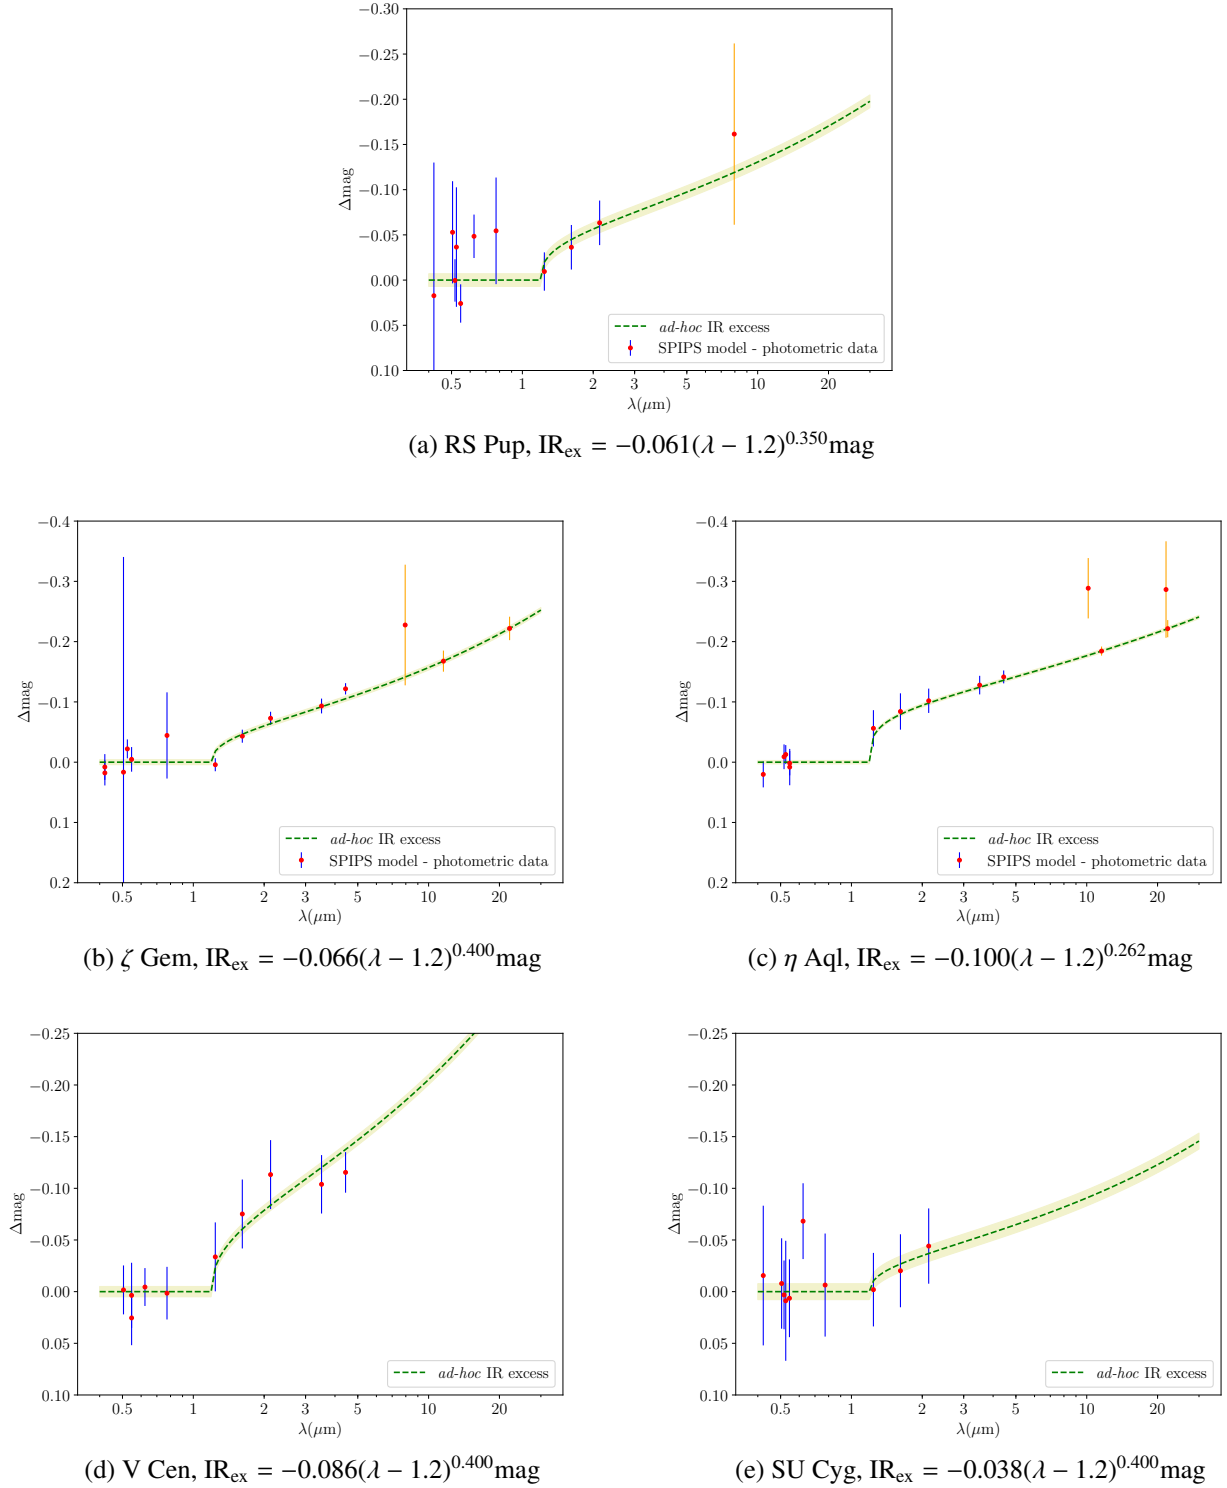 −0.30
−0.25
−0.20
−0.15
−0.10
−0.05
0.00
0.05
0.10
Δmag
0.5 1 2 3 5 10 20
λ(μm)
ad-hoc IR excess
SPIPS model - photometric data
(a) RS Pup, IRex = −0.061(λ − 1.2)^0.350 mag
−0.4
−0.3
−0.2
−0.1
0.0
0.1
0.2
Δmag
0.5 1 2 3 5 10 20
λ(μm)
ad-hoc IR excess
SPIPS model - photometric data
(b) ζ Gem, IRex = −0.066(λ − 1.2)^0.400 mag
−0.4
−0.3
−0.2
−0.1
0.0
0.1
0.2
Δmag
0.5 1 2 3 5 10 20
λ(μm)
ad-hoc IR excess
SPIPS model - photometric data
(c) η Aql, IRex = −0.100(λ − 1.2)^0.262 mag
−0.25
−0.20
−0.15
−0.10
−0.05
0.00
0.05
0.10
Δmag
0.5 1 2 3 5 10 20
λ(μm)
ad-hoc IR excess
(d) V Cen, IRex = −0.086(λ − 1.2)^0.400 mag
−0.25
−0.20
−0.15
−0.10
−0.05
0.00
0.05
0.10
Δmag
0.5 1 2 3 5 10 20
λ(μm)
ad-hoc IR excess
(e) SU Cyg, IRex = −0.038(λ − 1.2)^0.400 mag